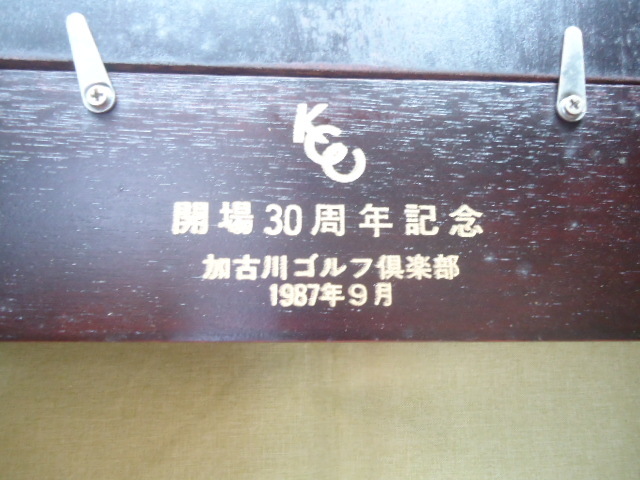 KGC
開場30周年記念
加古川ゴルフ倶楽部
1987年9月